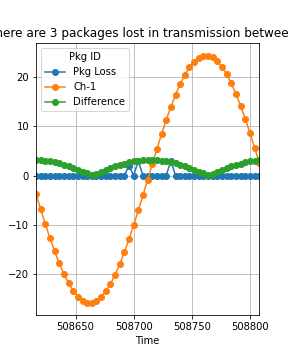 here are 3 packages lost in transmission betwee
Pkg ID
Pkg Loss
Ch-1
Difference
20
10
0
−10
−20
508650 508700 508750 508800
Time